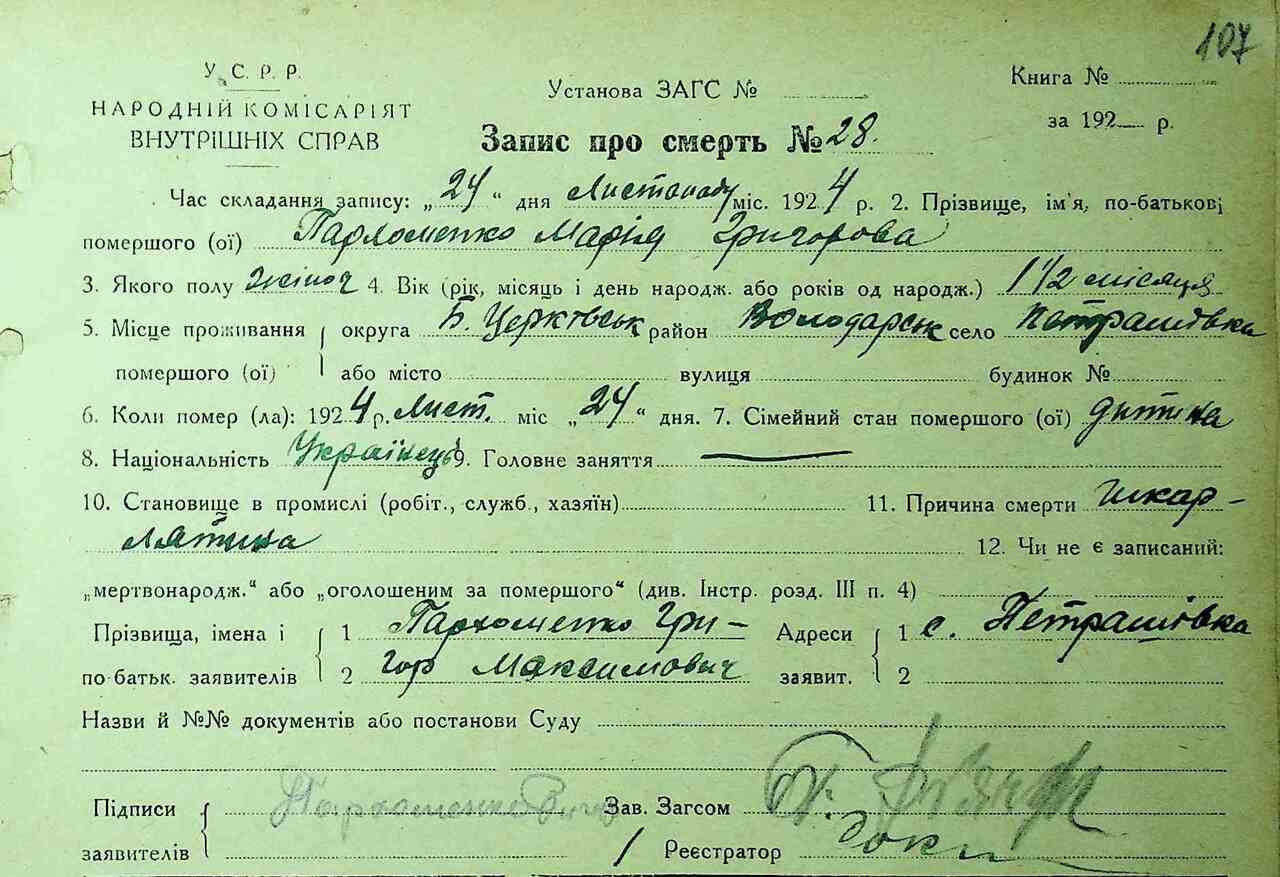 107
У. С. Р. Р.
НАРОДНІЙ КОМІСАРІЯТ
ВНУТРІШНІХ СПРАВ
Установа ЗАГС №
Книга №
за 192 р.
Запис про смерть № 28.
Час складання запису: „24“ дня Листопаду міс. 1924 р. 2. Прізвище, ім'я, по-батькові
помершого (ої) Пархоменко Марія Григорова
3. Якого полу жіноч 4. Вік (рік, місяць і день народж. або років од народж.) 1 1/2 місяця
5. Місце проживання округа Б. Церківськ район Володарськ село Петрашівка
помершого (ої) або місто вулиця будинок №
6. Коли помер (ла): 1924 р. Лист. міс „24“ дня. 7. Сімейний стан помершого (ої) дитина
8. Національність Українець 9. Головне заняття —
10. Становище в промислі (робіт., служб., хазяїн) 11. Причина смерти шкар-
лятина 12. Чи не є записаний:
„мертвонародж.“ або „оголошеним за помершого“ (див. Інстр. розд. III п. 4)
Прізвища, імена і 1 Пархоменко Гри- Адреси 1 с. Петрашівка
по батьк. заявителів 2 гор Максимович заявит. 2
Назви й №№ документів або постанови Суду
Підписи Пархоменко Зав. Загсом
заявителів Реєстратор